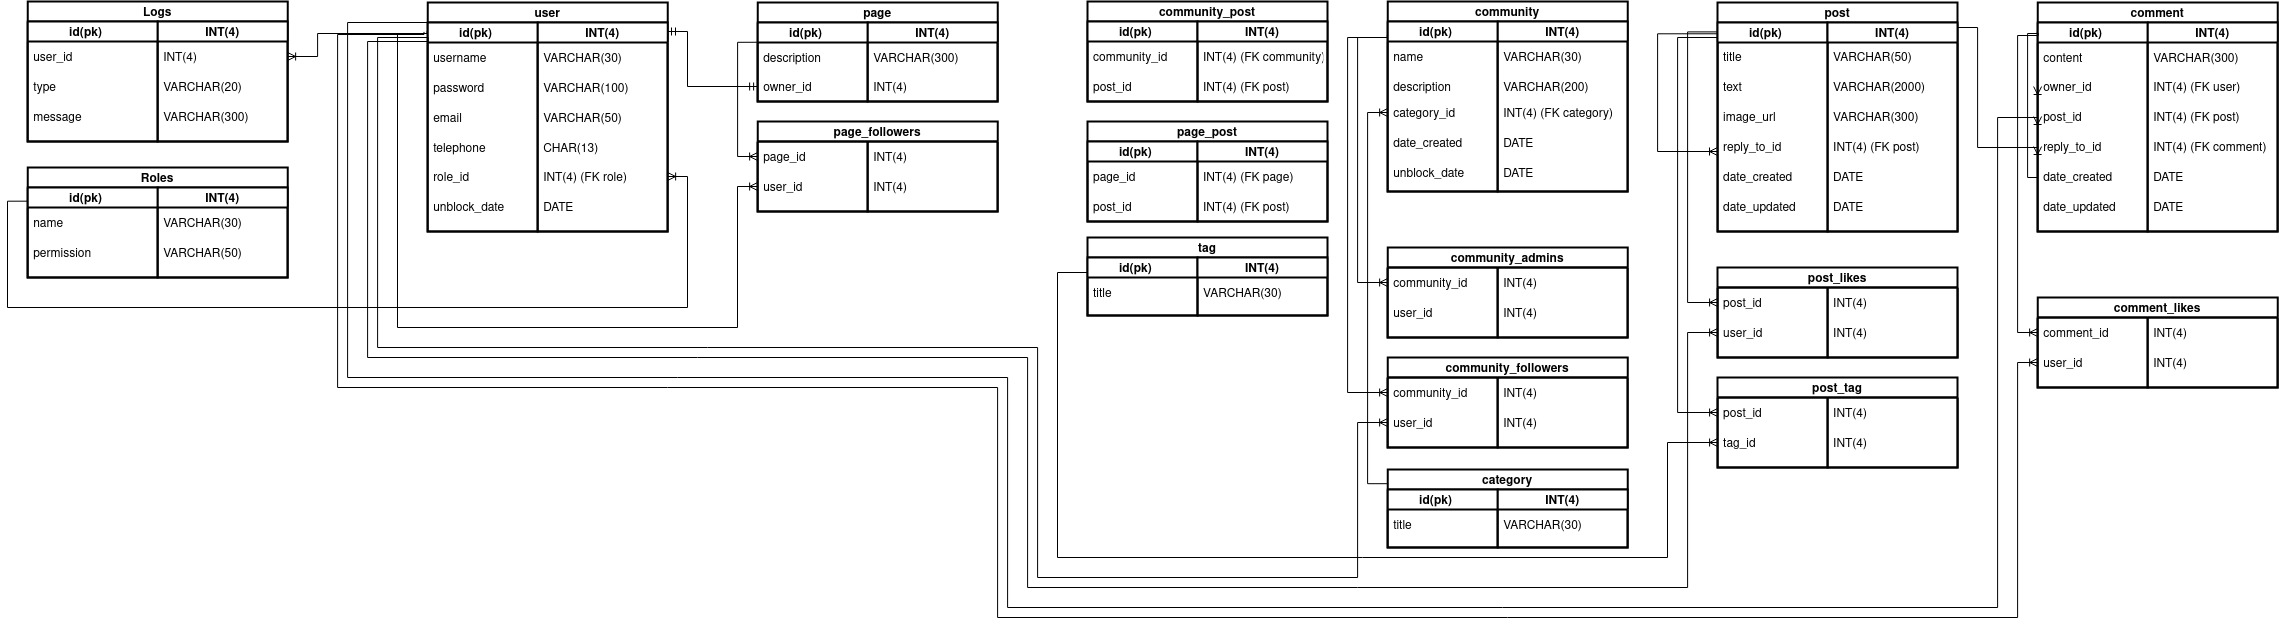 Logs
id(pk) INT(4)
user_id INT(4)
type VARCHAR(20)
message VARCHAR(300)
Roles
id(pk) INT(4)
name VARCHAR(30)
permission VARCHAR(50)
user
id(pk) INT(4)
username VARCHAR(30)
password VARCHAR(100)
email VARCHAR(50)
telephone CHAR(13)
role_id INT(4) (FK role)
unblock_date DATE
page
id(pk) INT(4)
description VARCHAR(300)
owner_id INT(4)
page_followers
page_id INT(4)
user_id INT(4)
community_post
id(pk) INT(4)
community_id INT(4) (FK community)
post_id INT(4) (FK post)
page_post
id(pk) INT(4)
page_id INT(4) (FK page)
post_id INT(4) (FK post)
tag
id(pk) INT(4)
title VARCHAR(30)
community
id(pk) INT(4)
name VARCHAR(30)
description VARCHAR(200)
category_id INT(4) (FK category)
date_created DATE
unblock_date DATE
community_admins
community_id INT(4)
user_id INT(4)
community_followers
community_id INT(4)
user_id INT(4)
category
id(pk) INT(4)
title VARCHAR(30)
post
id(pk) INT(4)
title VARCHAR(50)
text VARCHAR(2000)
image_url VARCHAR(300)
reply_to_id INT(4) (FK post)
date_created DATE
date_updated DATE
post_likes
post_id INT(4)
user_id INT(4)
post_tag
post_id INT(4)
tag_id INT(4)
comment
id(pk) INT(4)
content VARCHAR(300)
owner_id INT(4) (FK user)
post_id INT(4) (FK post)
reply_to_id INT(4) (FK comment)
date_created DATE
date_updated DATE
comment_likes
comment_id INT(4)
user_id INT(4)